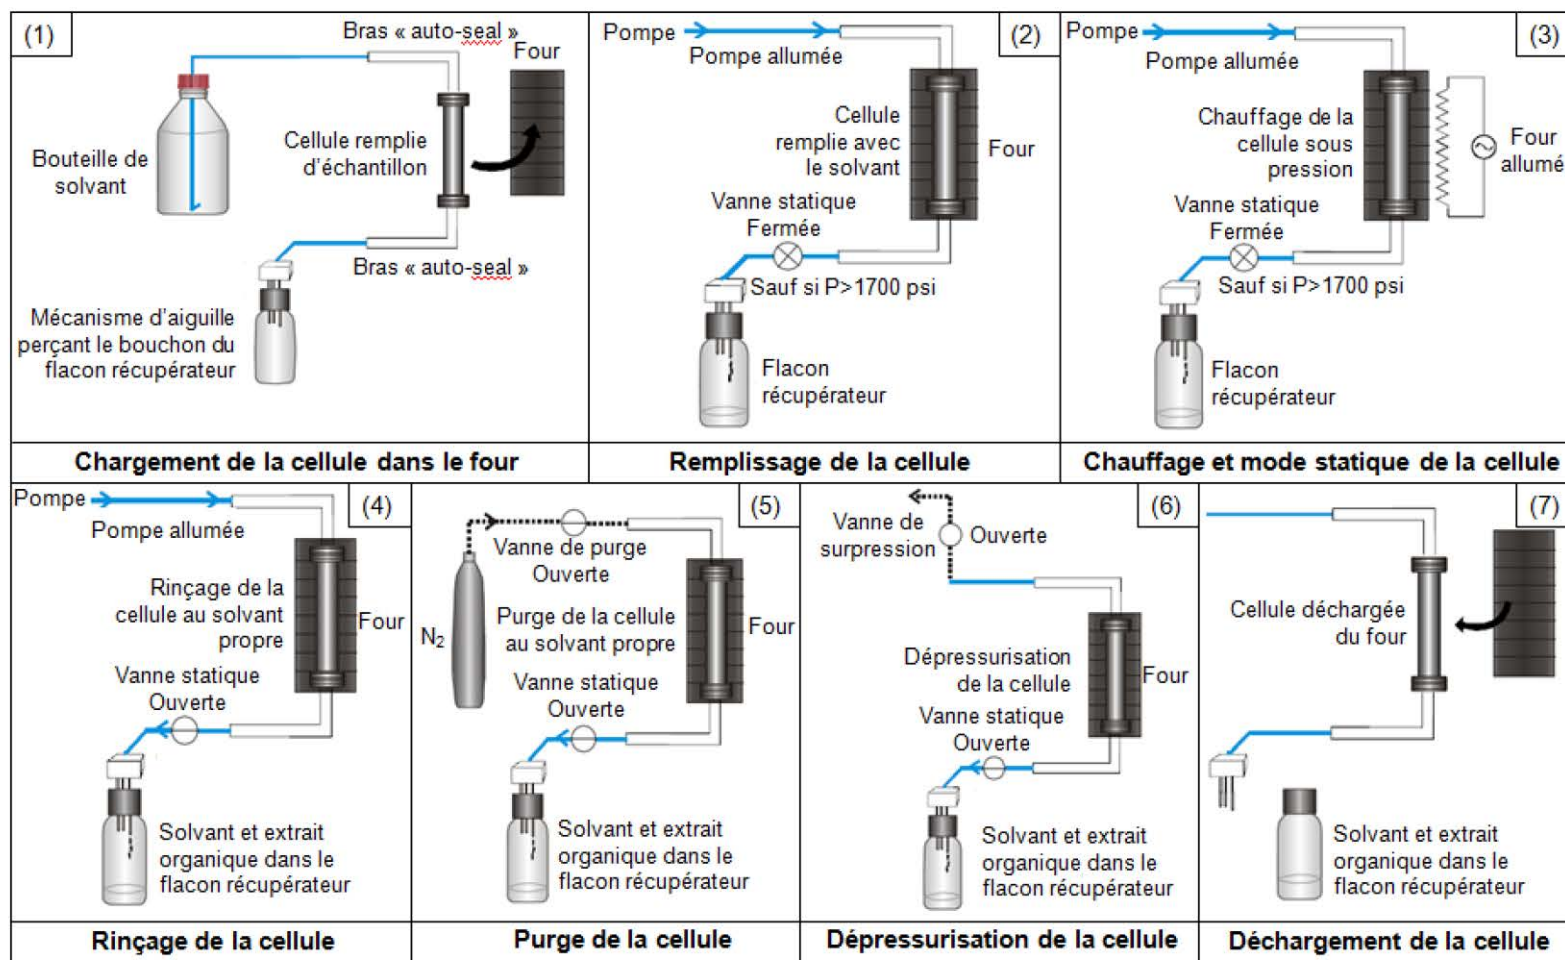 (1)
Bras « auto-seal »
Four
Bouteille de
solvant
Cellule remplie
d'échantillon
Bras « auto-seal »
Mécanisme d'aiguille
perçant le bouchon du
flacon récupérateur
Chargement de la cellule dans le four
(2)
Pompe
Pompe allumée
Cellule
remplie avec
le solvant
Four
Vanne statique
Fermée
Sauf si P>1700 psi
Flacon
récupérateur
Remplissage de la cellule
(3)
Pompe
Pompe allumée
Chauffage de la
cellule sous
pression
Four
allumé
Vanne statique
Fermée
Sauf si P>1700 psi
Flacon
récupérateur
Chauffage et mode statique de la cellule
(4)
Pompe
Pompe allumée
Rinçage de la
cellule au solvant
propre
Four
Vanne statique
Ouverte
Solvant et extrait
organique dans le
flacon récupérateur
Rinçage de la cellule
(5)
Vanne de purge
Ouverte
N2
Purge de la cellule
au solvant propre
Four
Vanne statique
Ouverte
Solvant et extrait
organique dans le
flacon récupérateur
Purge de la cellule
(6)
Vanne de
surpression
Ouverte
Dépressurisation
de la cellule
Four
Vanne statique
Ouverte
Solvant et extrait
organique dans le
flacon récupérateur
Dépressurisation de la cellule
(7)
Cellule déchargée
du four
Solvant et extrait
organique dans le
flacon récupérateur
Déchargement de la cellule